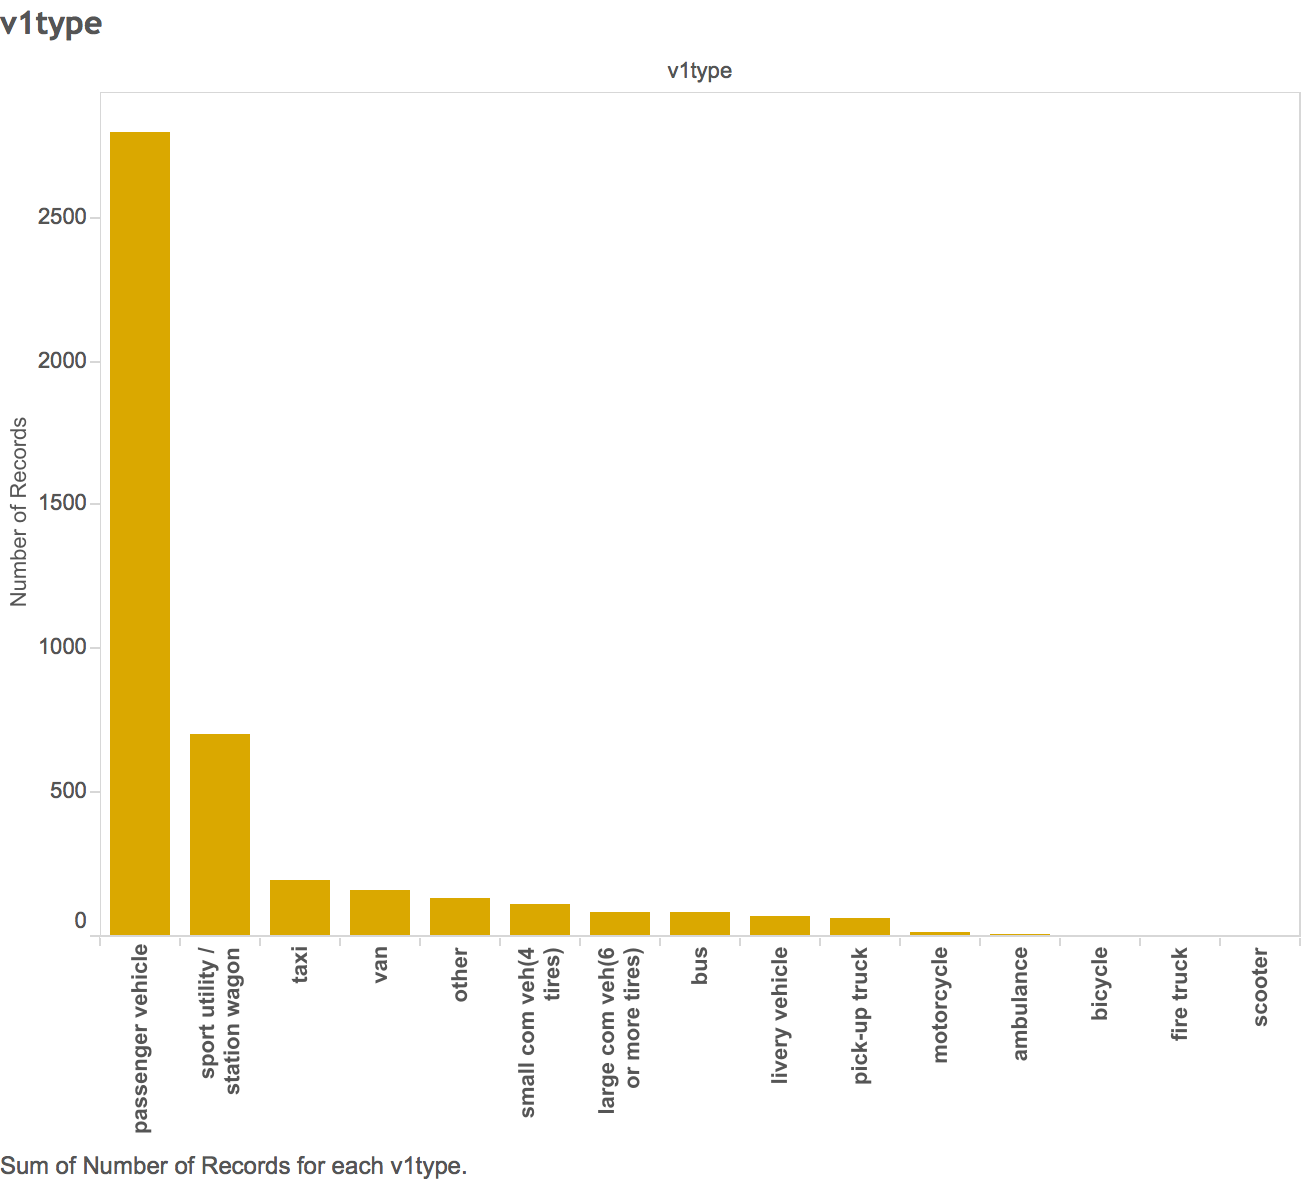 v1type
v1type
Number of Records
2500
2000
1500
1000
500
0
passenger vehicle
sport utility /
station wagon
taxi
van
other
small com veh(4
tires)
large com veh(6
or more tires)
bus
livery vehicle
pick-up truck
motorcycle
ambulance
bicycle
fire truck
scooter
Sum of Number of Records for each v1type.